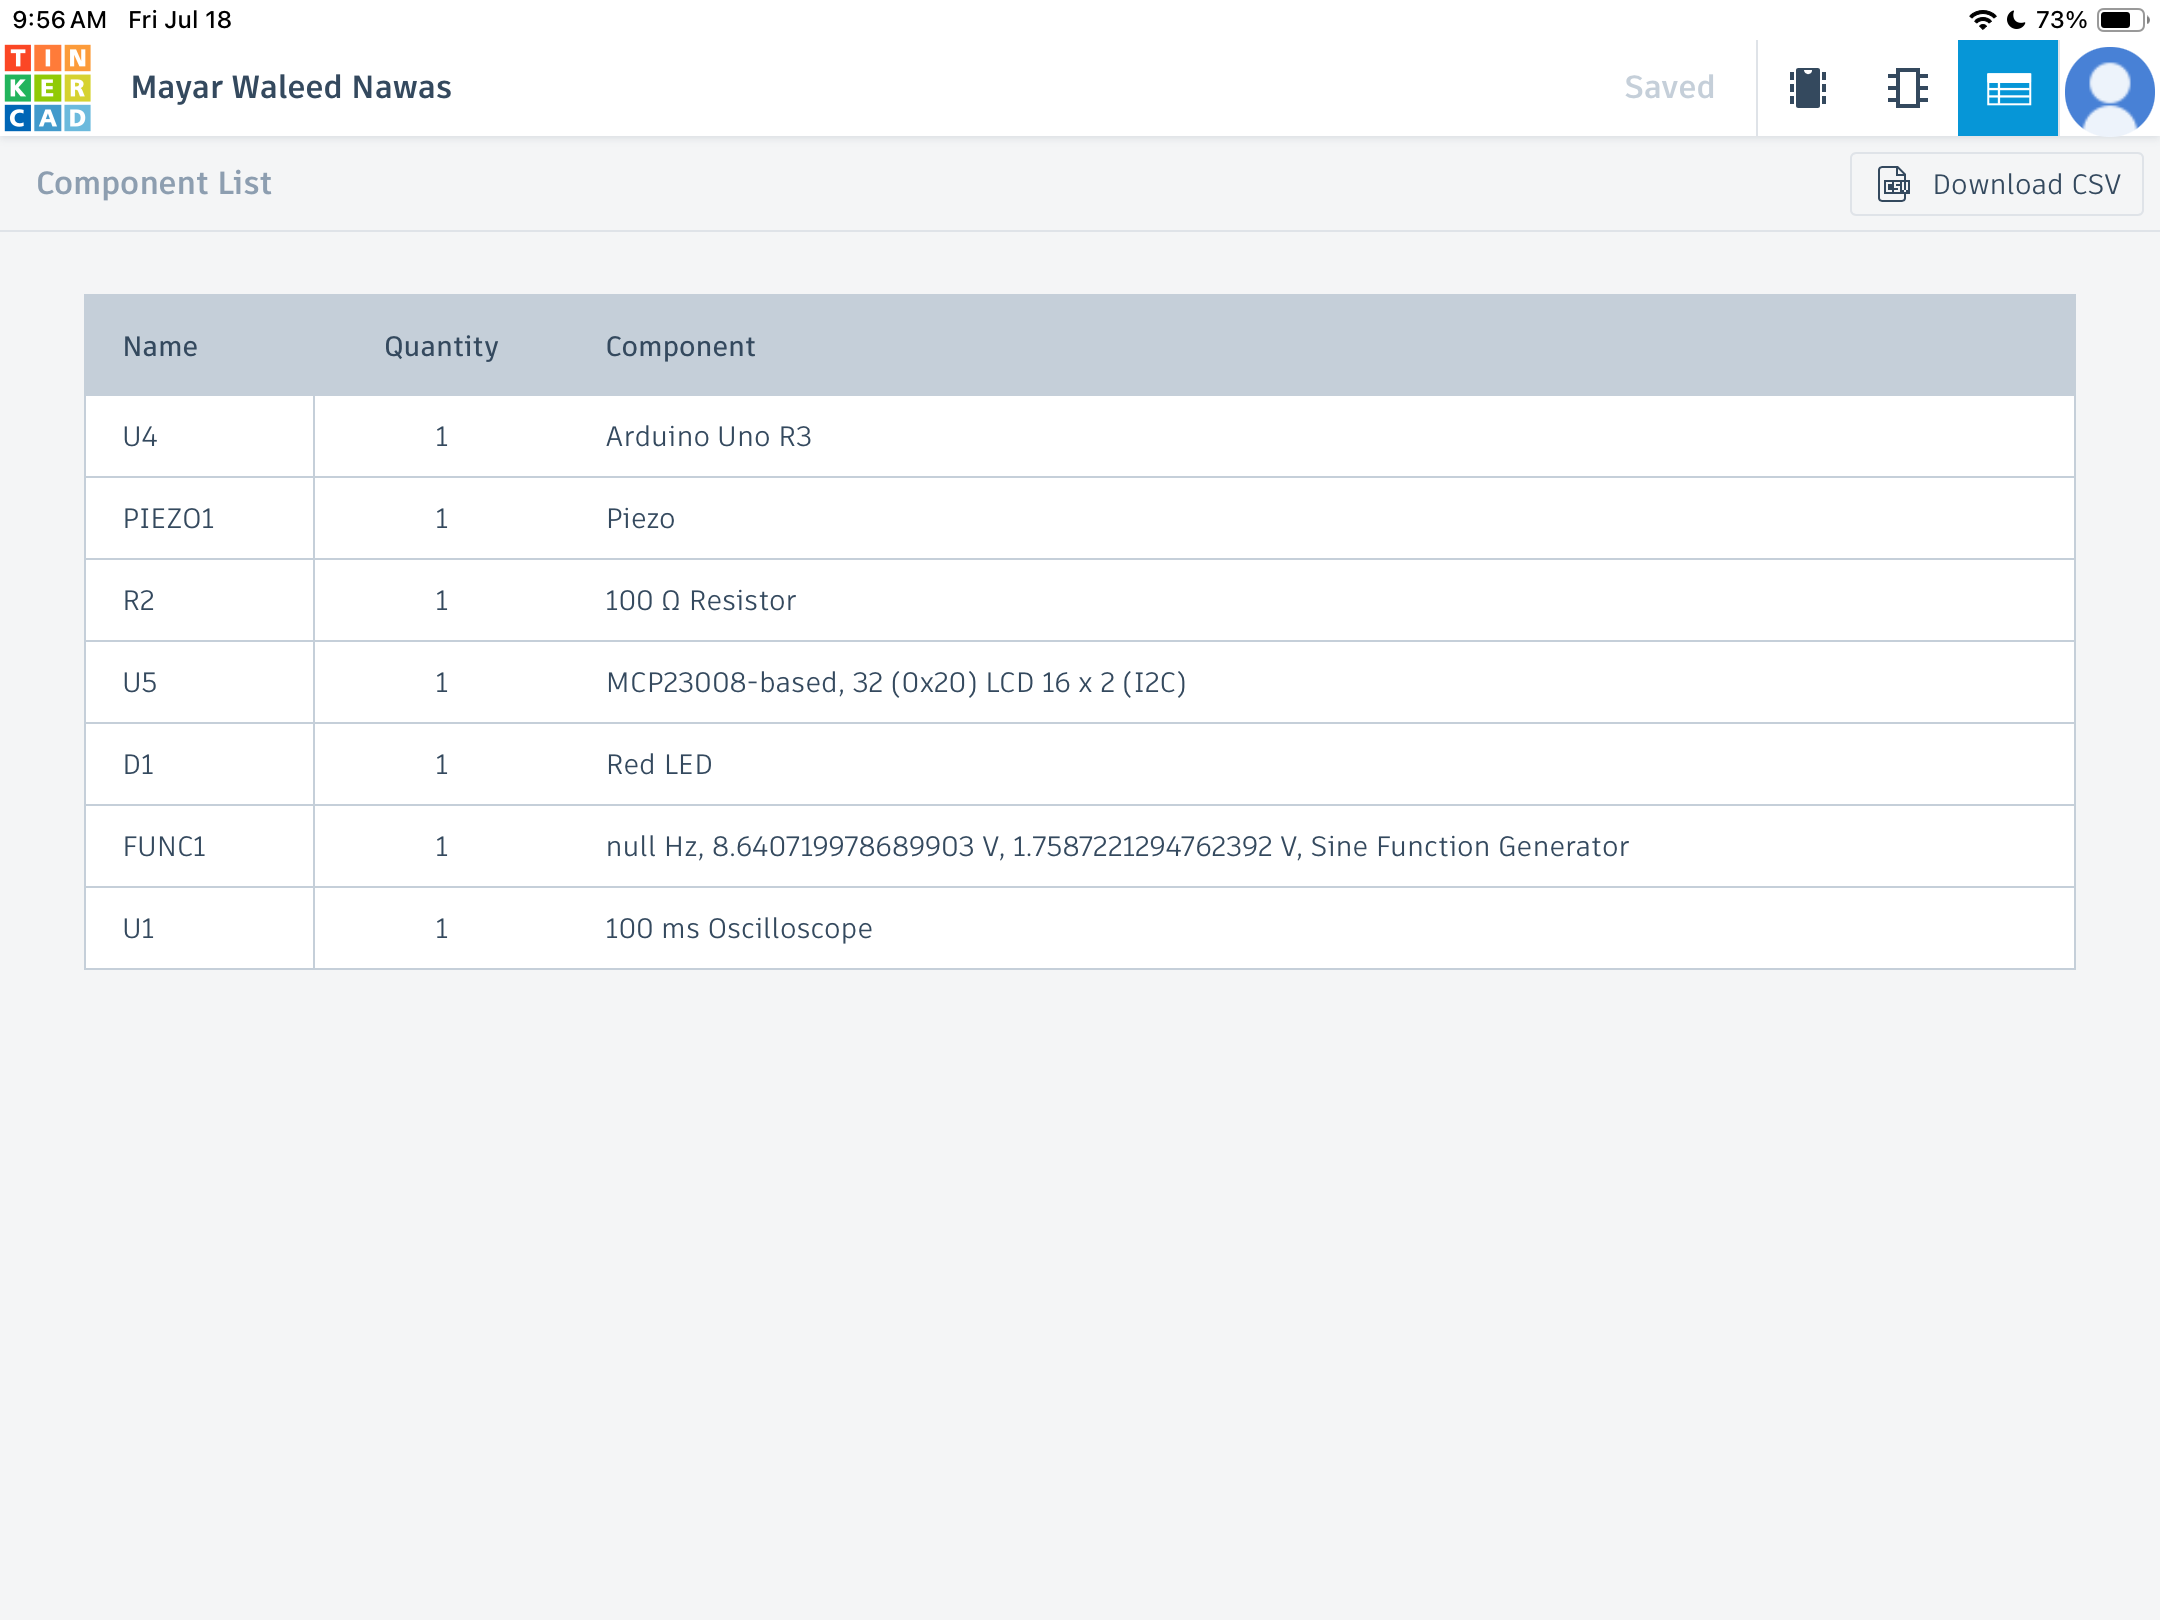 9:56 AM Fri Jul 18 73%
TIN
KER
CAD
Mayar Waleed Nawas Saved
Component List Download CSV
Name Quantity Component
U4 1 Arduino Uno R3
PIEZO1 1 Piezo
R2 1 100 Ω Resistor
U5 1 MCP23008-based, 32 (0x20) LCD 16 x 2 (I2C)
D1 1 Red LED
FUNC1 1 null Hz, 8.640719978689903 V, 1.7587221294762392 V, Sine Function Generator
U1 1 100 ms Oscilloscope